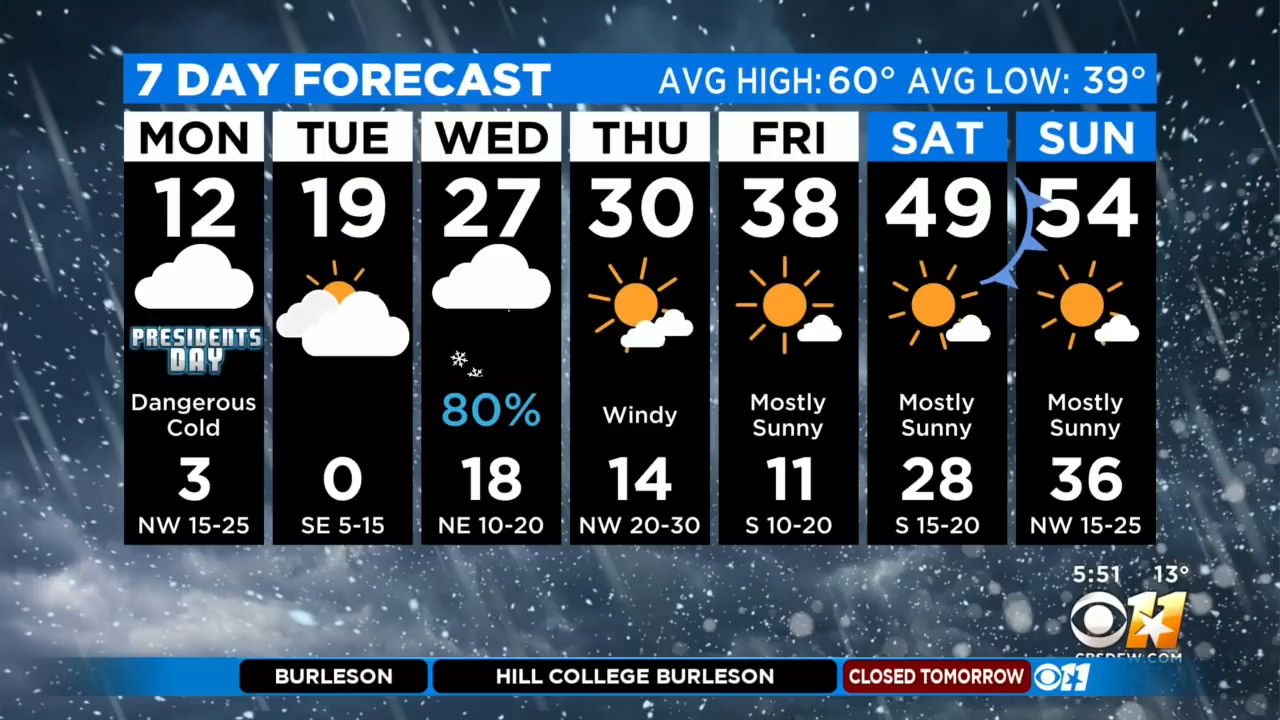 7 DAY FORECAST AVG HIGH: 60° AVG LOW: 39°
MON TUE WED THU FRI SAT SUN
12 19 27 30 38 49 54
PRESIDENTS
DAY
Dangerous
Cold
80%
Windy
Mostly
Sunny
Mostly
Sunny
Mostly
Sunny
3 0 18 14 11 28 36
NW 15-25 SE 5-15 NE 10-20 NW 20-30 S 10-20 S 15-20 NW 15-25
5:51 13°
11
CBSDFW.COM
BURLESON HILL COLLEGE BURLESON CLOSED TOMORROW 11